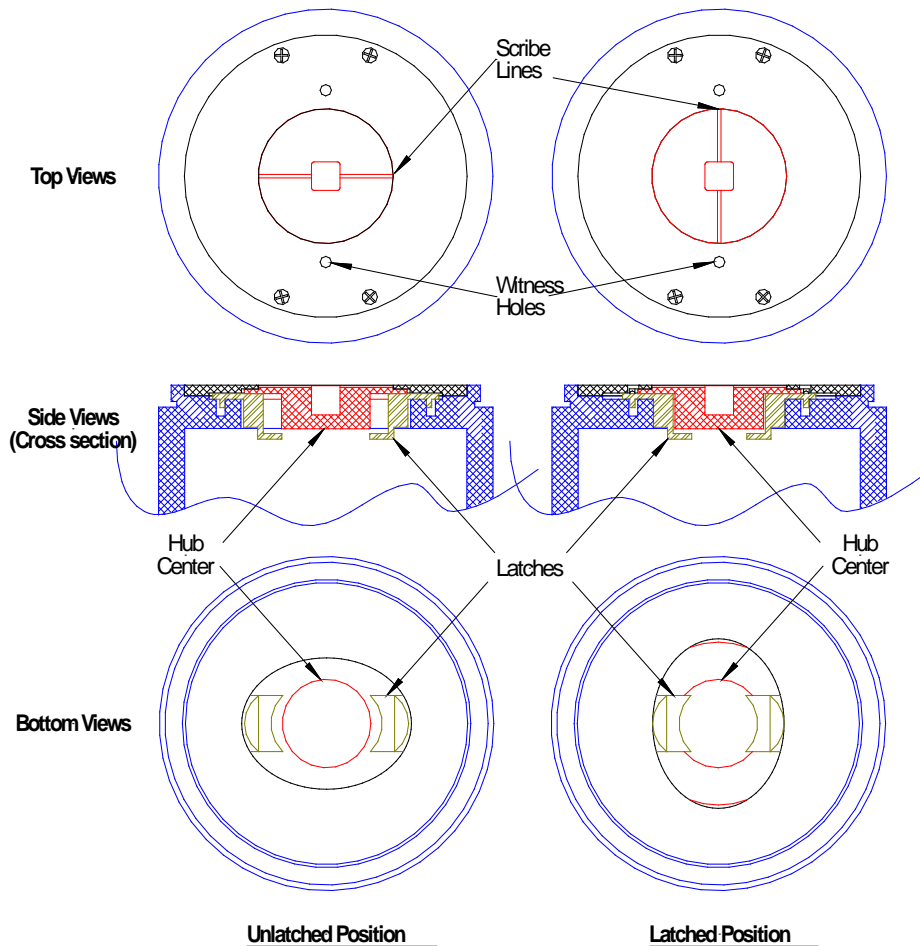 Scribe
Lines
Top Views
Witness
Holes
Side Views
(Cross section)
Hub
Center
Latches
Hub
Center
Bottom Views
Unlatched Position
Latched Position